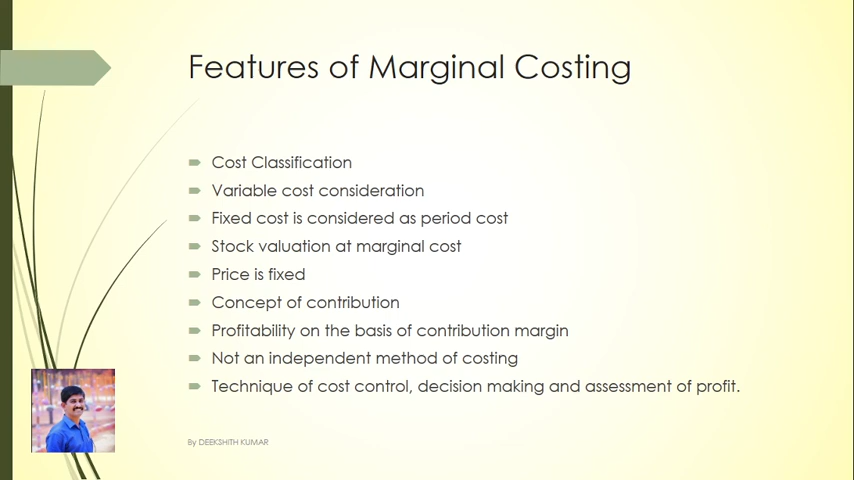 Features of Marginal Costing
Cost Classification
Variable cost consideration
Fixed cost is considered as period cost
Stock valuation at marginal cost
Price is fixed
Concept of contribution
Profitability on the basis of contribution margin
Not an independent method of costing
Technique of cost control, decision making and assessment of profit.
By DEEKSHITH KUMAR